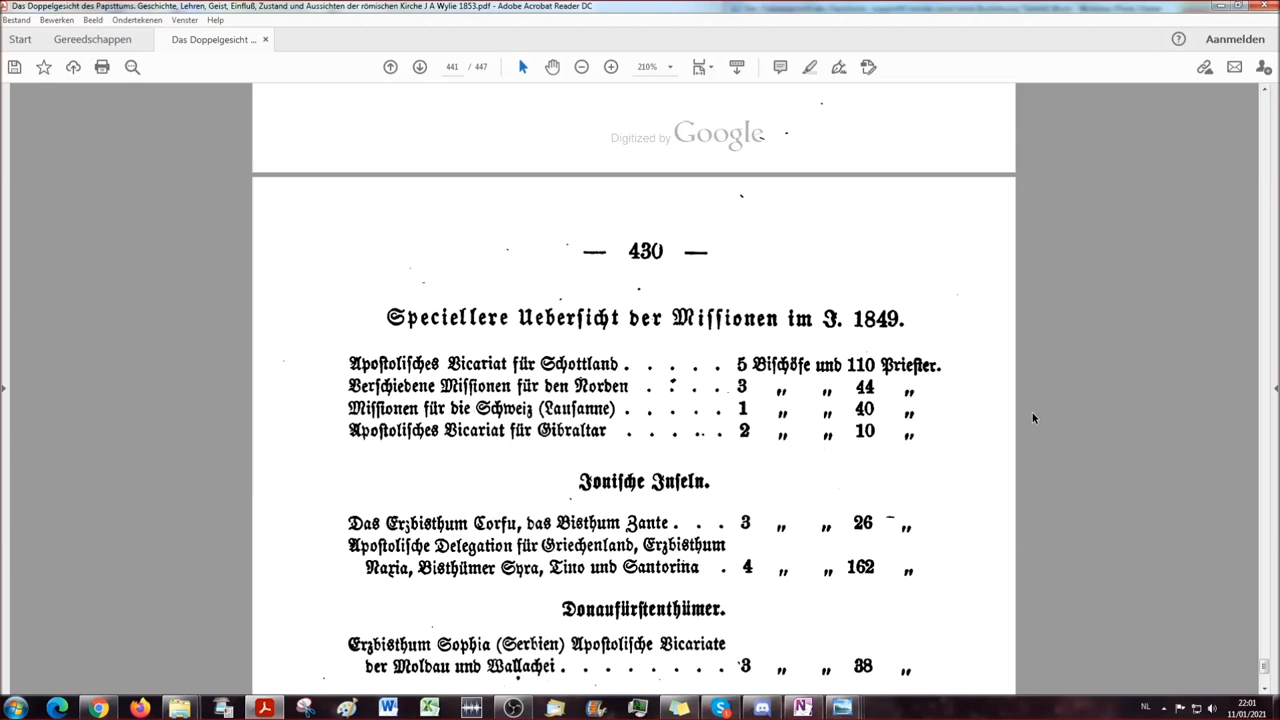 Das Doppelgesicht des Papsttums. Geschichte, Lehren, Geist, Einfluß, Zustand und Aussichten der römischen Kirche J A Wylie 1853.pdf - Adobe Acrobat Reader DC
Bestand Bewerken Beeld Ondertekenen Venster Help
Start Gereedschappen Das Doppelgesicht ... × Aanmelden
441 / 447 210%
Digitized by Google
— 430 —
Speciellere Uebersicht der Missionen im J. 1849.
Apostolisches Vicariat für Schottland . . . . . 5 Bischöfe und 110 Priester.
Verschiedene Missionen für den Norden . . . . 3 „ „ 44 „
Missionen für die Schweiz (Lausanne) . . . . . 1 „ „ 40 „
Apostolisches Vicariat für Gibraltar . . . . . 2 „ „ 10 „
Jonische Inseln.
Das Erzbisthum Corfu, das Bisthum Zante . . . 3 „ „ 26 „
Apostolische Delegation für Griechenland, Erzbisthum
Naxia, Bisthümer Syra, Tino und Santorina . 4 „ „ 162 „
Donaufürstenthümer.
Erzbisthum Sophia (Serbien) Apostolische Vicariate
der Moldau und Wallachei . . . . . . . . 3 „ „ 38 „
NL 22:01
11/01/2021